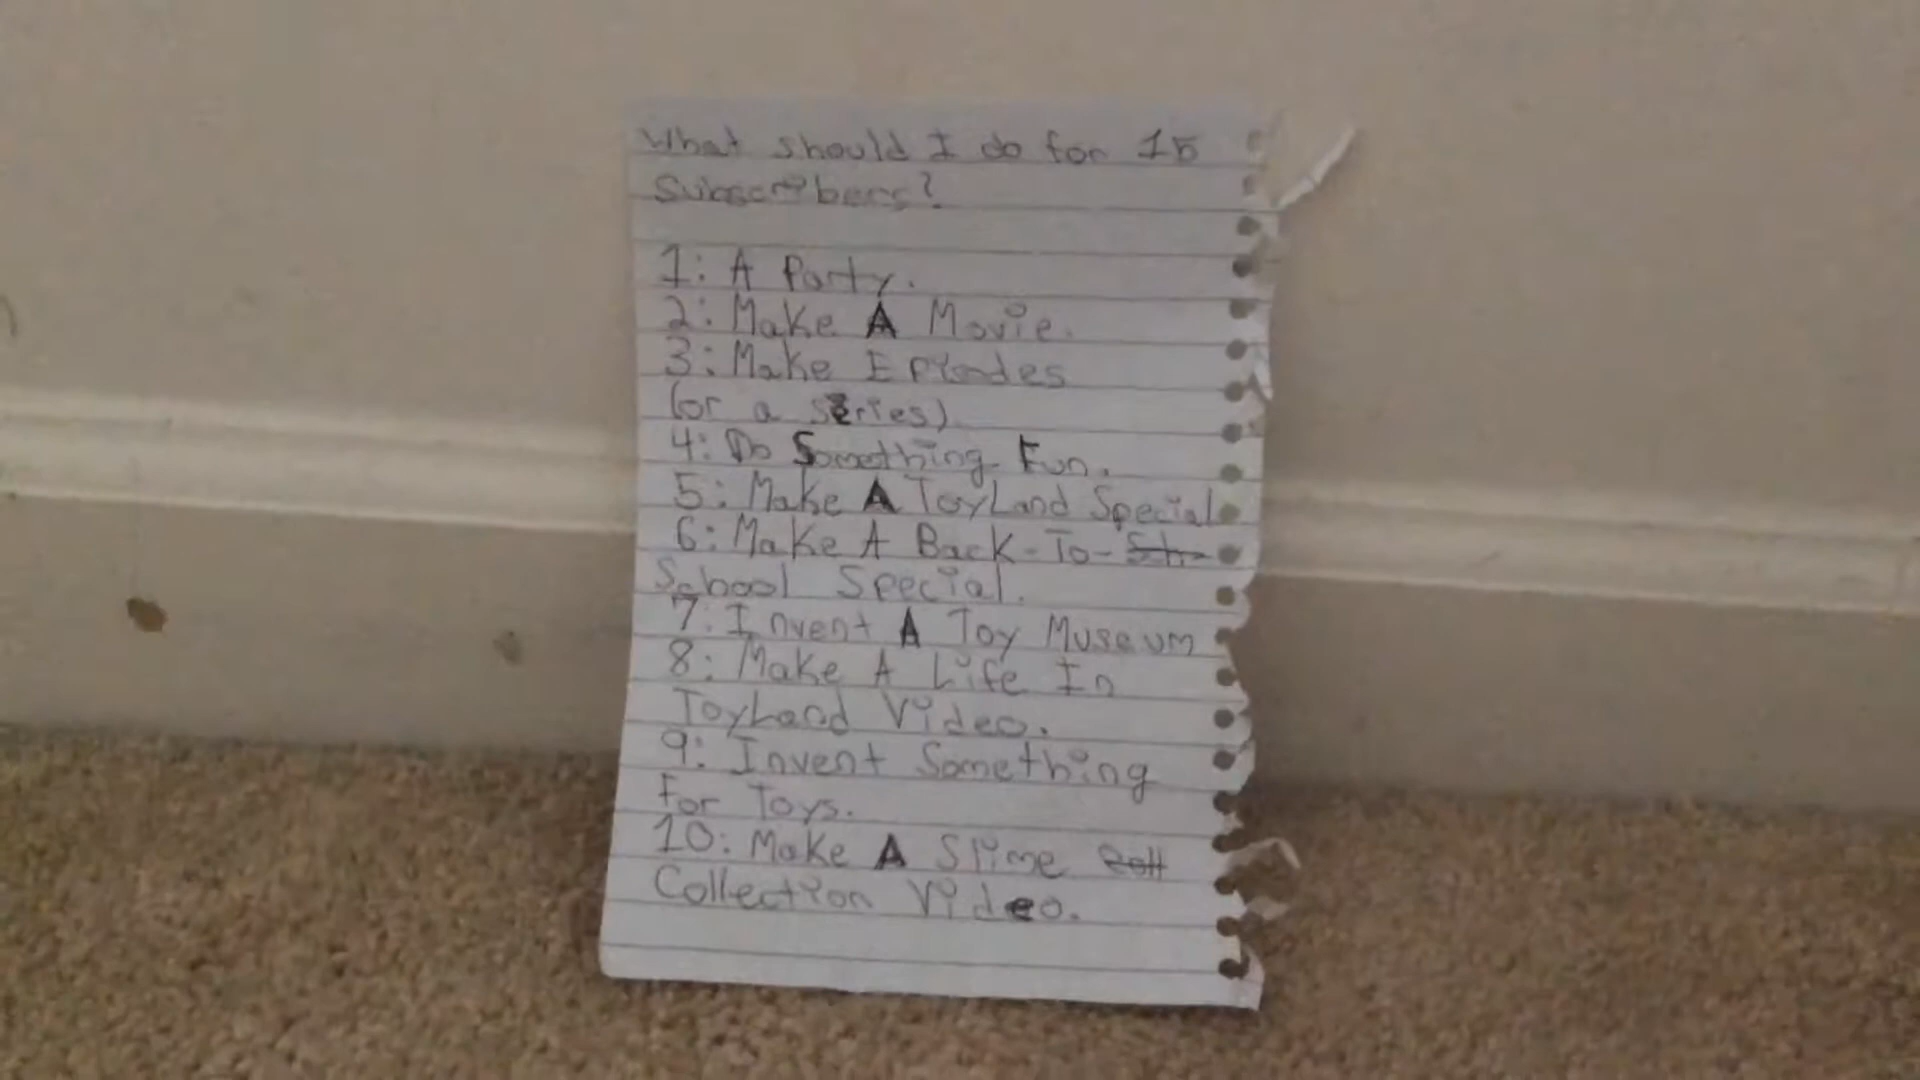 What should I do for 15
Subscribers?
1: A Party.
2: Make A Movie.
3: Make Episodes
(or a series)
4: Do Something Fun.
5: Make A ToyLand Special
6: Make A Back-To- Sch
School Special.
7: Invent A Toy Museum
8: Make A Life In
ToyLand Video.
9: Invent Something
For Toys.
10: Make A Slime
Collection Video.